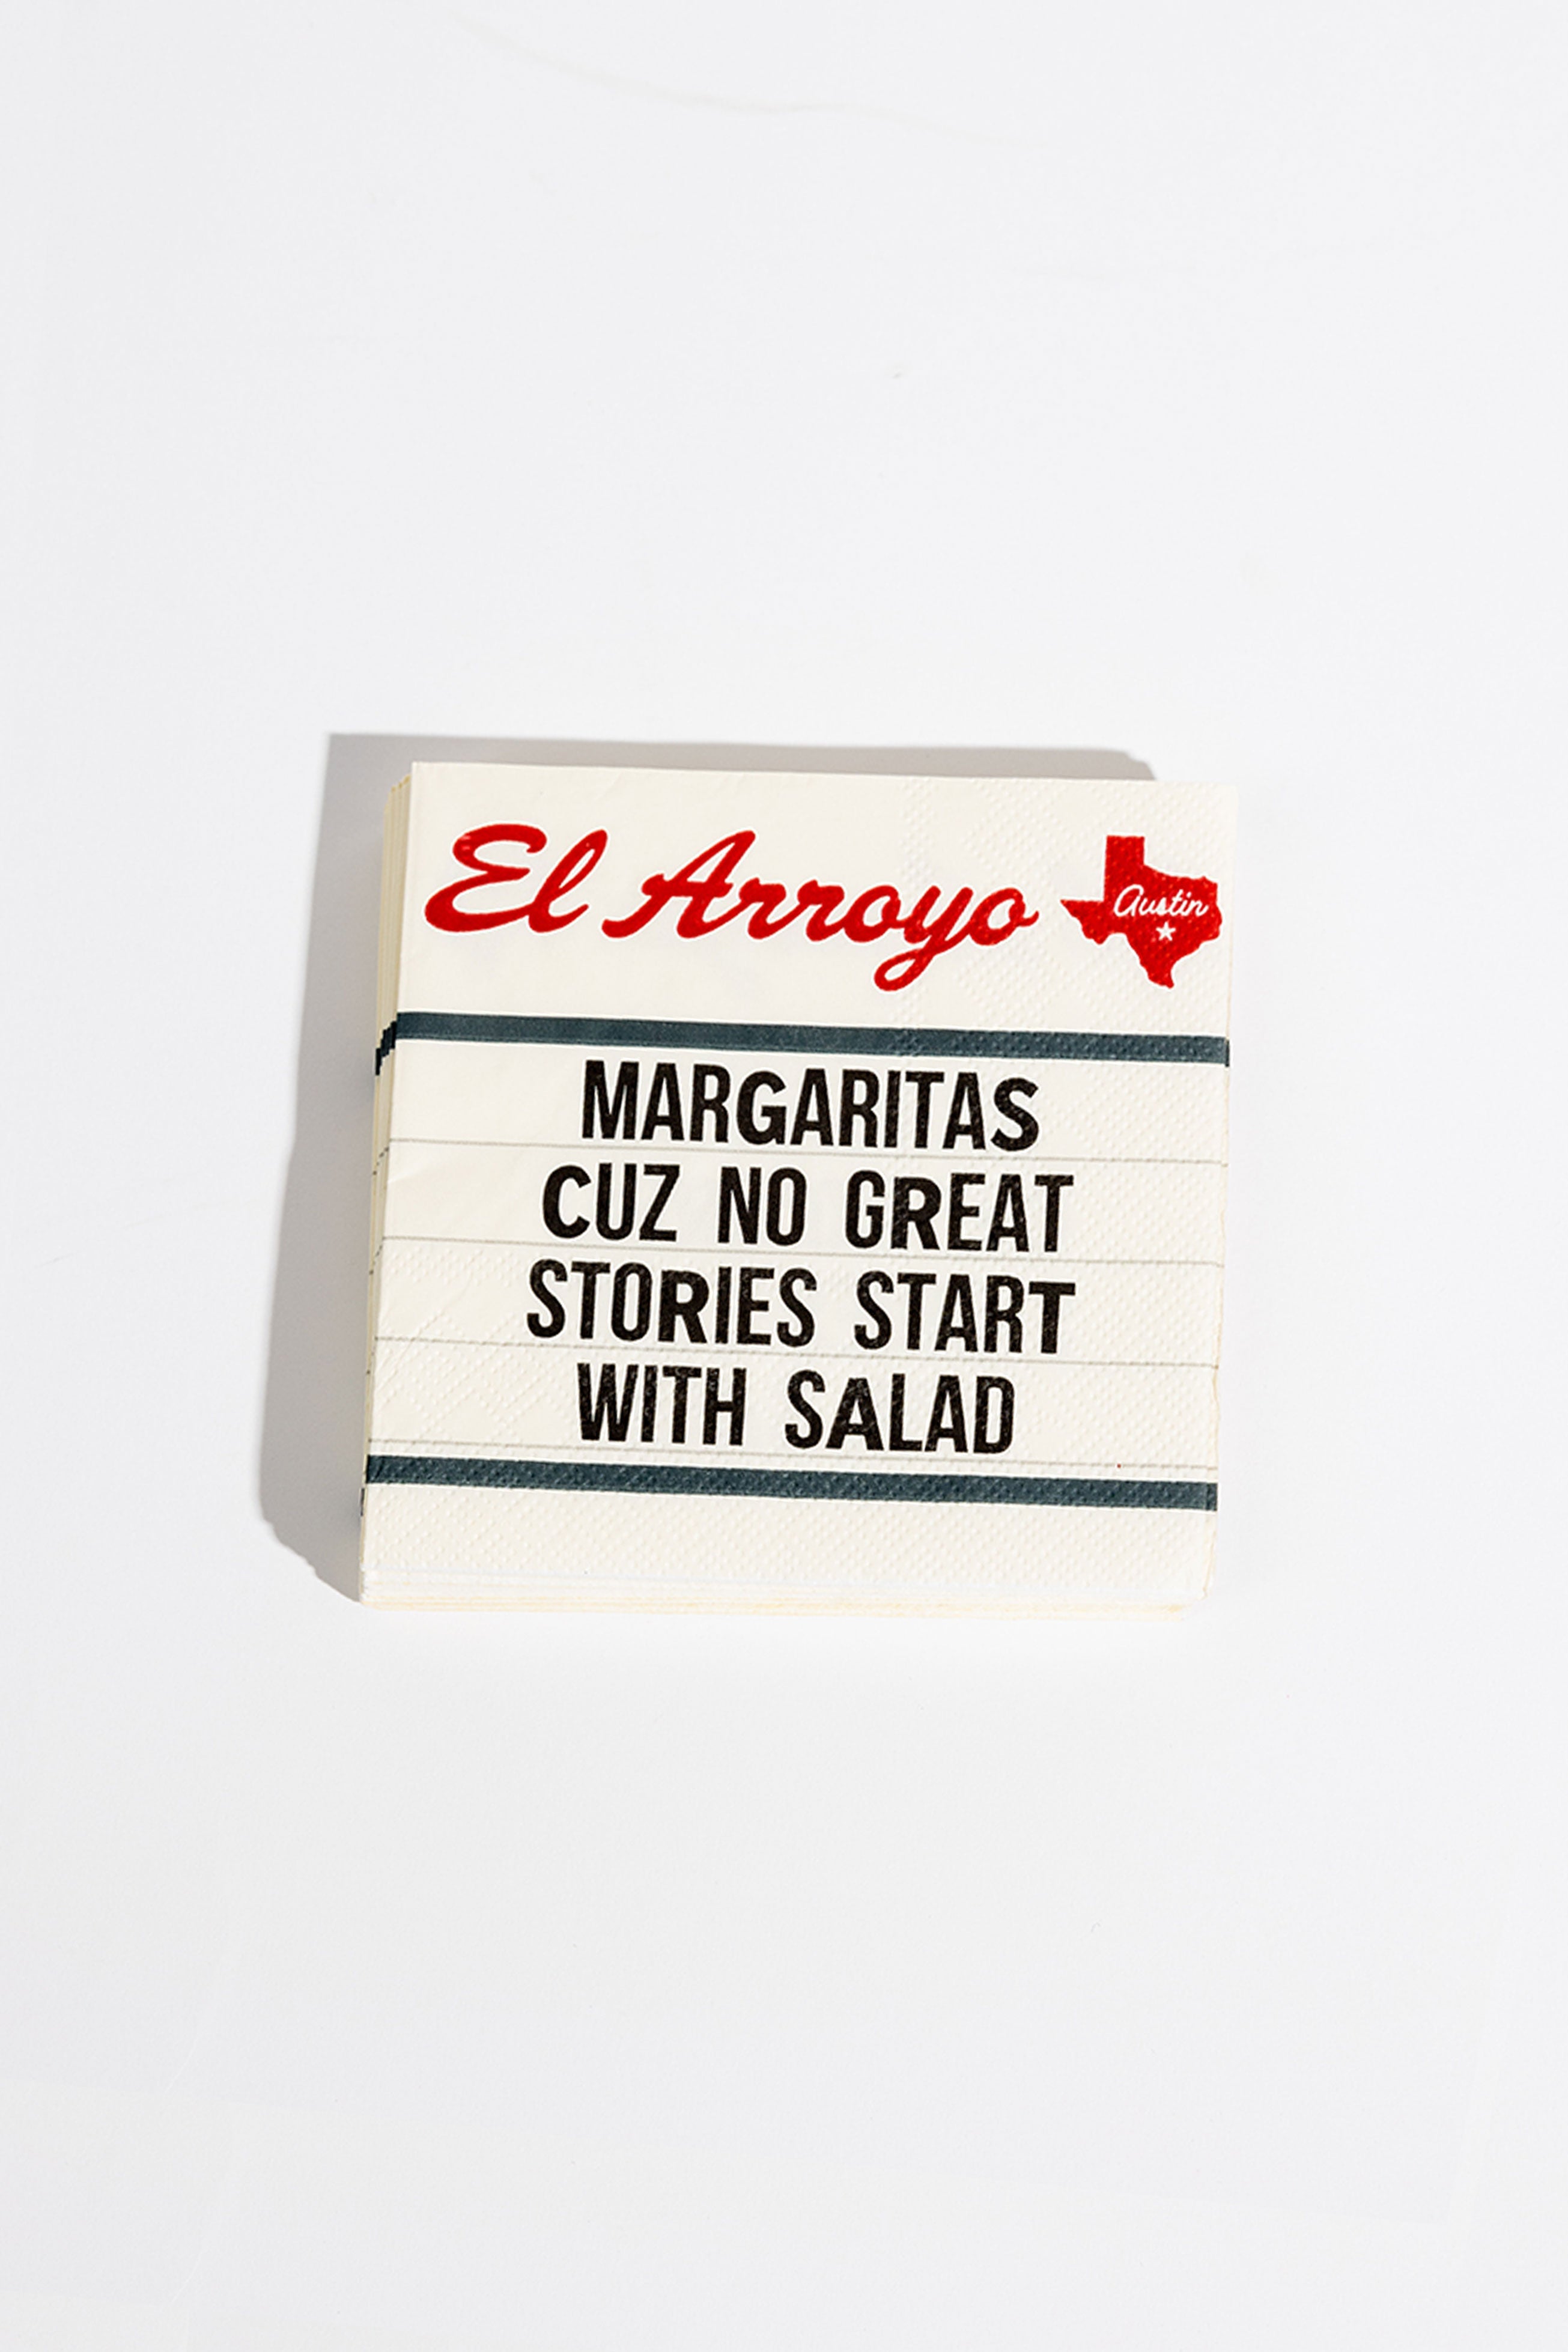 El Arroyo
Austin
MARGARITAS
CUZ NO GREAT
STORIES START
WITH SALAD